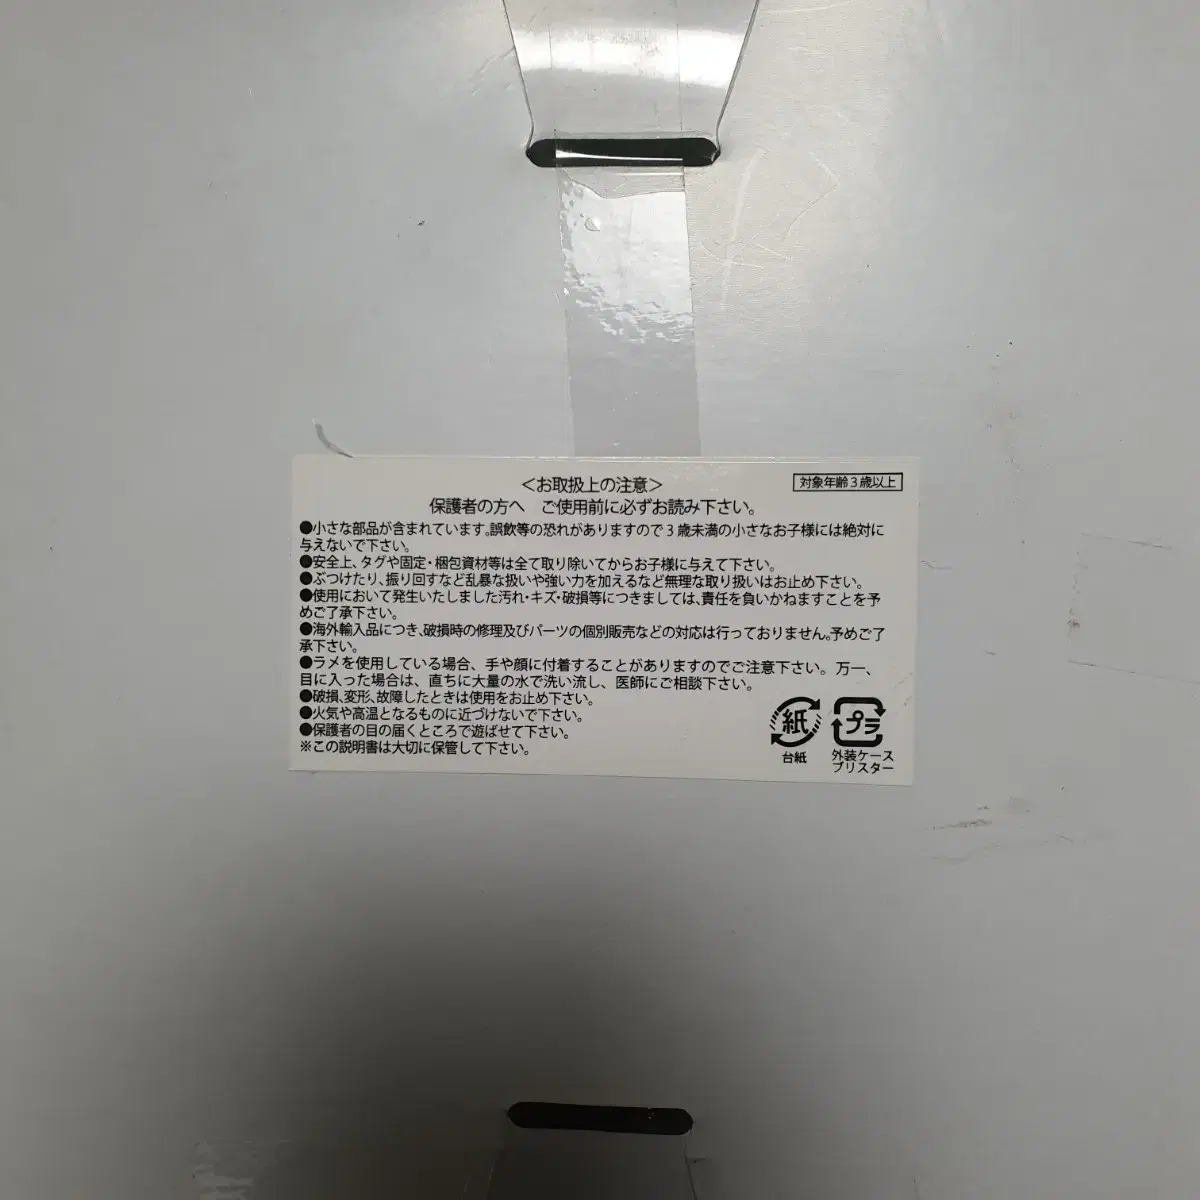 ＜お取扱上の注意＞
対象年齢3歳以上
保護者の方へ　ご使用前に必ずお読み下さい。
●小さな部品が含まれています。誤飲等の恐れがありますので3歳未満の小さなお子様には絶対に
与えないで下さい。
●安全上、タグや固定・梱包資材等は全て取り除いてからお子様に与えて下さい。
●ぶつけたり、振り回すなど乱暴な扱いや強い力を加えるなど無理な取り扱いはお止め下さい。
●使用において発生いたしました汚れ・キズ・破損等につきましては、責任を負いかねますことを予
めご了承下さい。
●海外輸入品につき、破損時の修理及びパーツの個別販売などの対応は行っておりません。予めご了
承下さい。
●ラメを使用している場合、手や顔に付着することがありますのでご注意下さい。万一、
目に入った場合は、直ちに大量の水で洗い流し、医師にご相談下さい。
●破損、変形、故障したときは使用をお止め下さい。
●火気や高温となるものに近づけないで下さい。
●保護者の目の届くところで遊ばせて下さい。
※この説明書は大切に保管して下さい。
紙
台紙
プラ
外装ケース
ブリスター